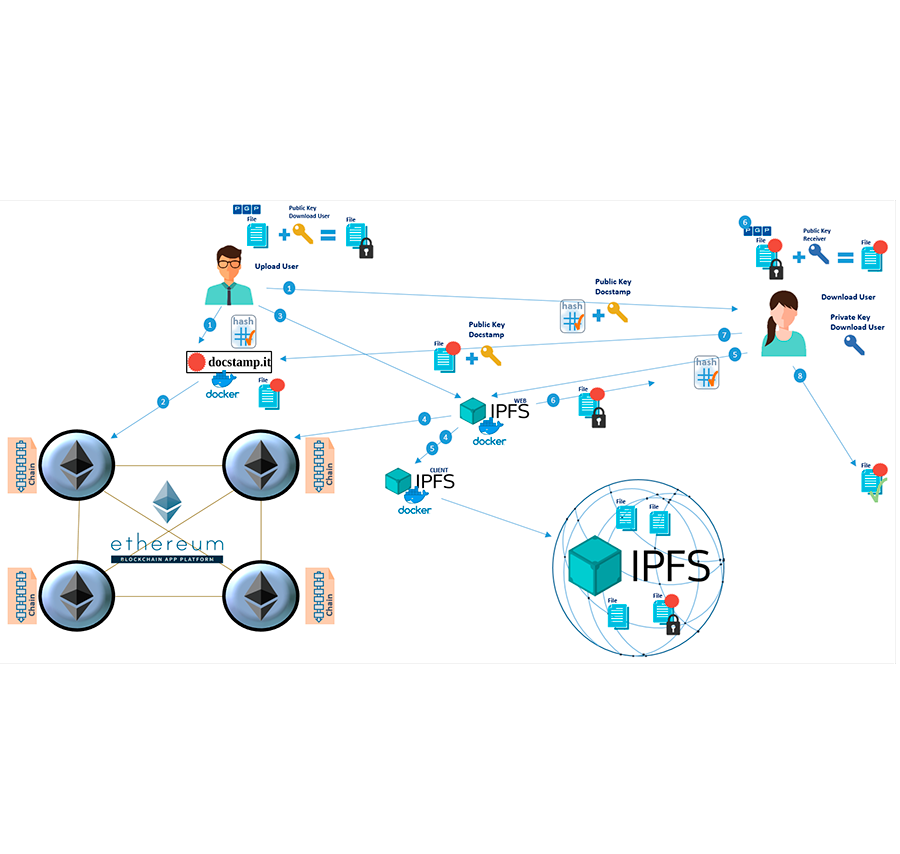 PGP
File
Public Key
Download User
File
Upload User
1
1
3
hash
docstamp.it
docker
File
2
Public Key
Docstamp
File
hash
Public Key
Docstamp
6
PGP
File
Public Key
Receiver
File
Download User
Private Key
Download User
7
5
hash
8
File
WEB
IPFS
docker
6
File
4
4
5
CLIENT
IPFS
docker
Chain
Chain
ethereum
BLOCKCHAIN APP PLATFORM
Chain
Chain
File
File
IPFS
File
File